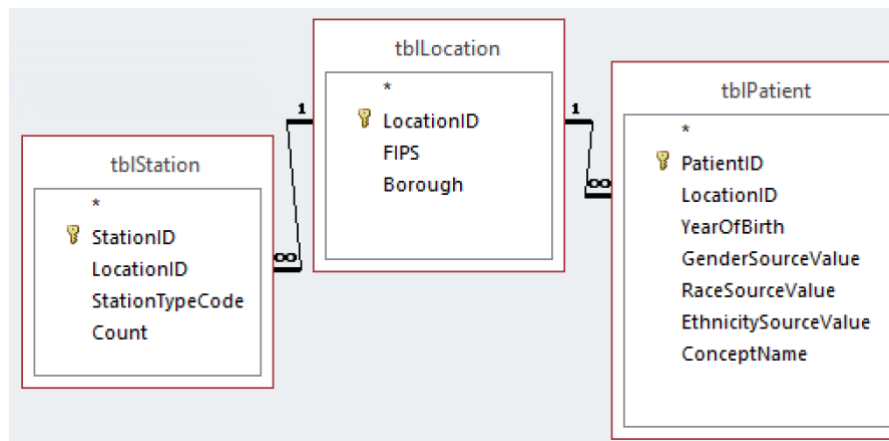 tblStation
*
StationID
LocationID
StationTypeCode
Count
1
∞
tblLocation
*
LocationID
FIPS
Borough
1
∞
tblPatient
*
PatientID
LocationID
YearOfBirth
GenderSourceValue
RaceSourceValue
EthnicitySourceValue
ConceptName